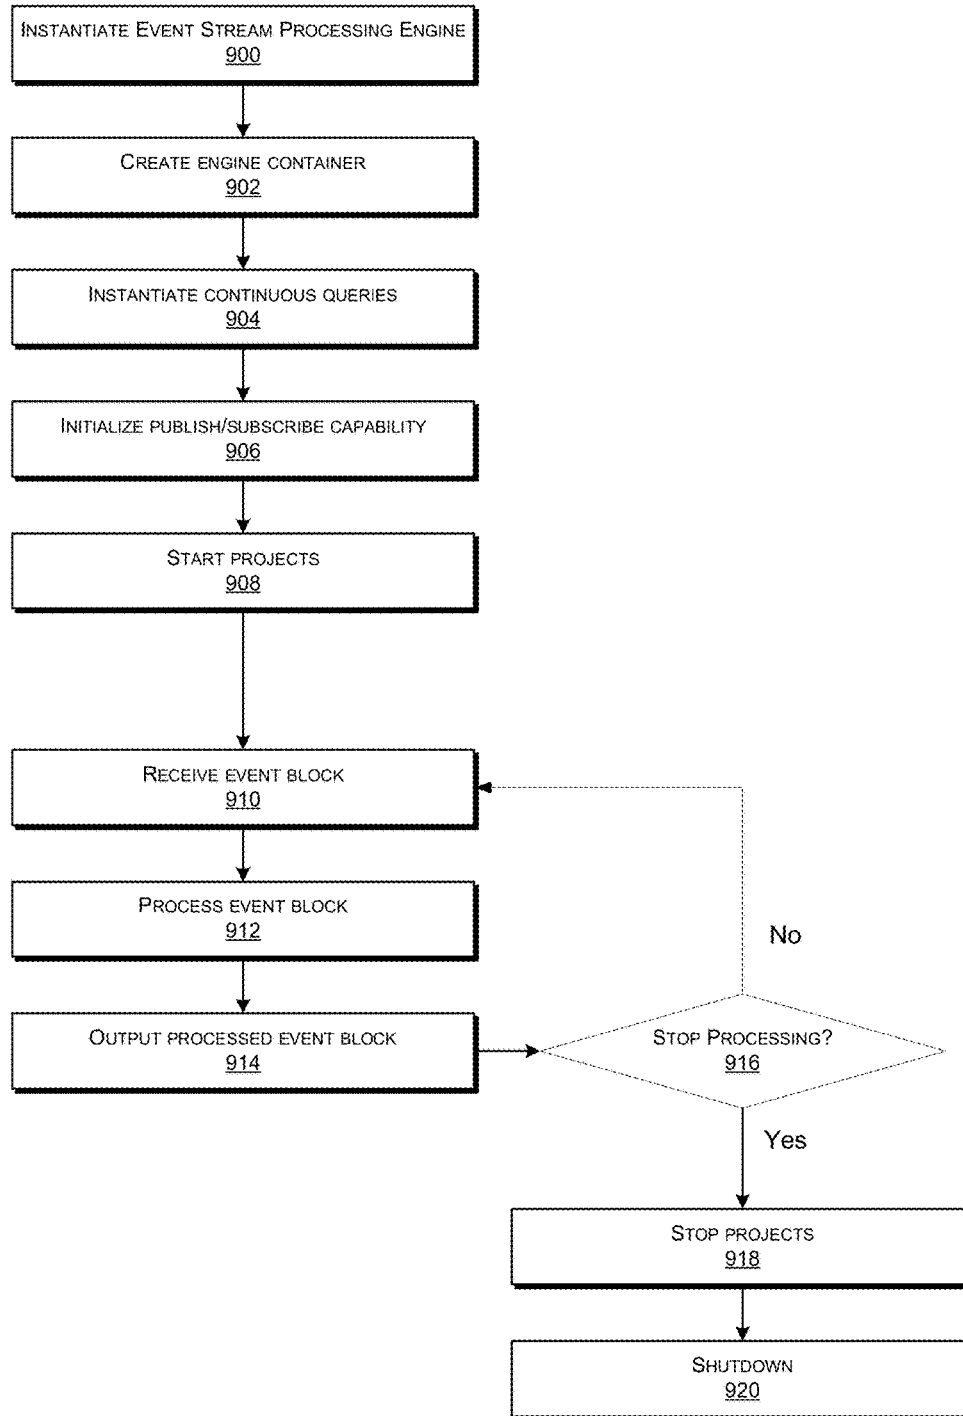 INSTANTIATE EVENT STREAM PROCESSING ENGINE
900
CREATE ENGINE CONTAINER
902
INSTANTIATE CONTINUOUS QUERIES
904
INITIALIZE PUBLISH/SUBSCRIBE CAPABILITY
906
START PROJECTS
908
RECEIVE EVENT BLOCK
910
PROCESS EVENT BLOCK
912
No
OUTPUT PROCESSED EVENT BLOCK
914
STOP PROCESSING?
916
Yes
STOP PROJECTS
918
SHUTDOWN
920